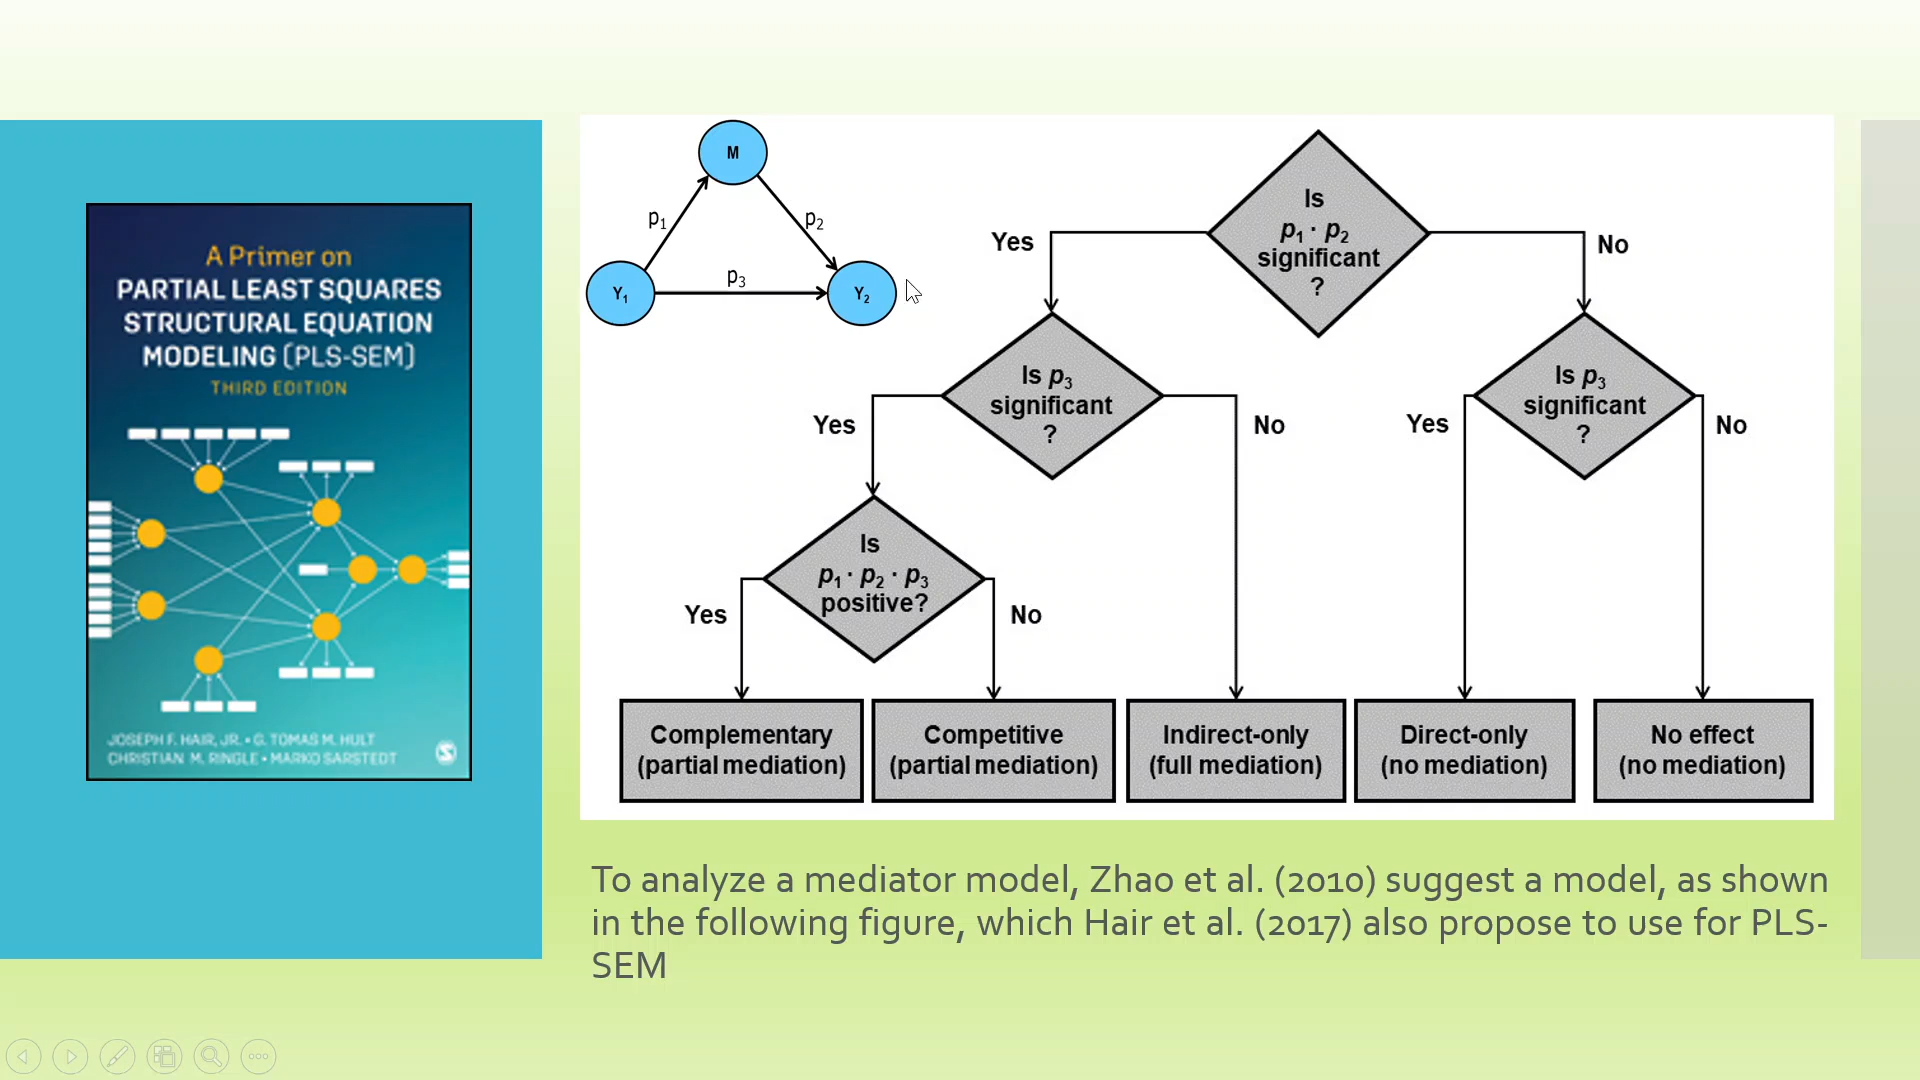 A Primer on
PARTIAL LEAST SQUARES
STRUCTURAL EQUATION
MODELING (PLS-SEM)
THIRD EDITION
JOSEPH F. HAIR, JR. • G. TOMAS M. HULT
CHRISTIAN M. RINGLE • MARKO SARSTEDT
M
p1
p2
Y1
p3
Y2
Is
p1 · p2
significant
?
Yes
No
Is p3
significant
?
Yes
No
Is p3
significant
?
Yes
No
Is
p1 · p2 · p3
positive?
Yes
No
Complementary
(partial mediation)
Competitive
(partial mediation)
Indirect-only
(full mediation)
Direct-only
(no mediation)
No effect
(no mediation)
To analyze a mediator model, Zhao et al. (2010) suggest a model, as shown
in the following figure, which Hair et al. (2017) also propose to use for PLS-
SEM